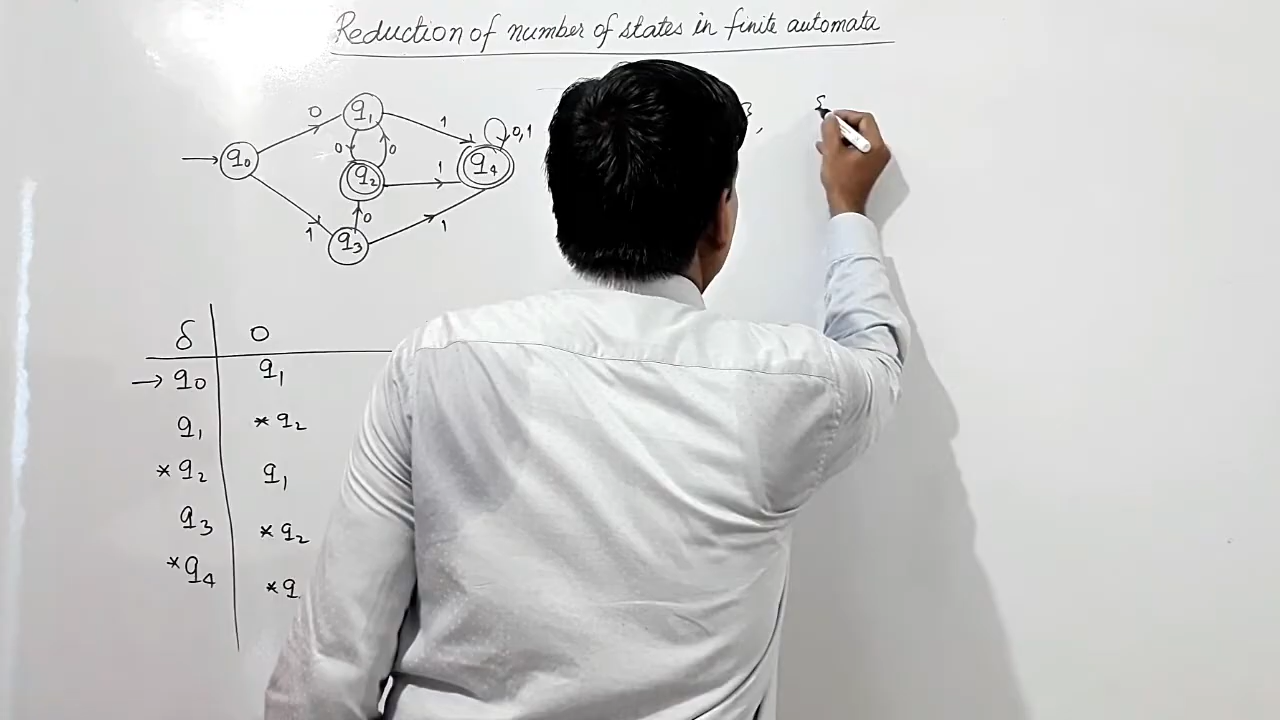 Reduction of number of states in finite automata
0 q₁ 1 0,1
q₀ 0 0 q₄
q₂ 1
1 0
q₃ 1
δ 0
→ q₀ q₁
q₁ * q₂
* q₂ q₁
q₃ * q₂
* q₄ * q